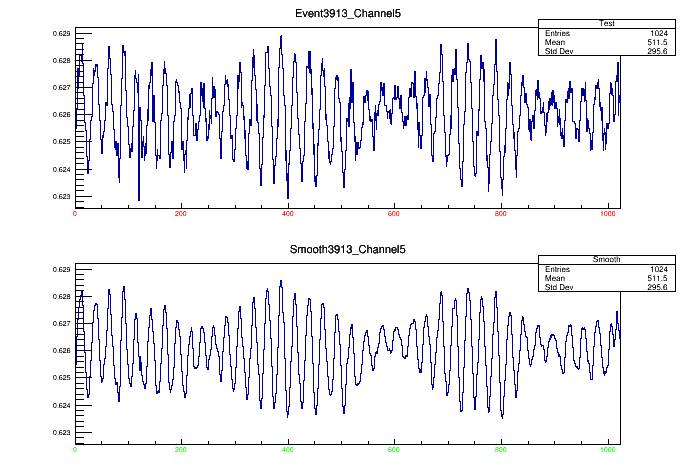 Event3913_Channel5
Test
Entries 1024
Mean 511.5
Std Dev 295.6
0.629
0.628
0.627
0.626
0.625
0.624
0.623
0 200 400 600 800 1000
Smooth3913_Channel5
Smooth
Entries 1024
Mean 511.5
Std Dev 295.6
0.629
0.628
0.627
0.626
0.625
0.624
0.623
0 200 400 600 800 1000